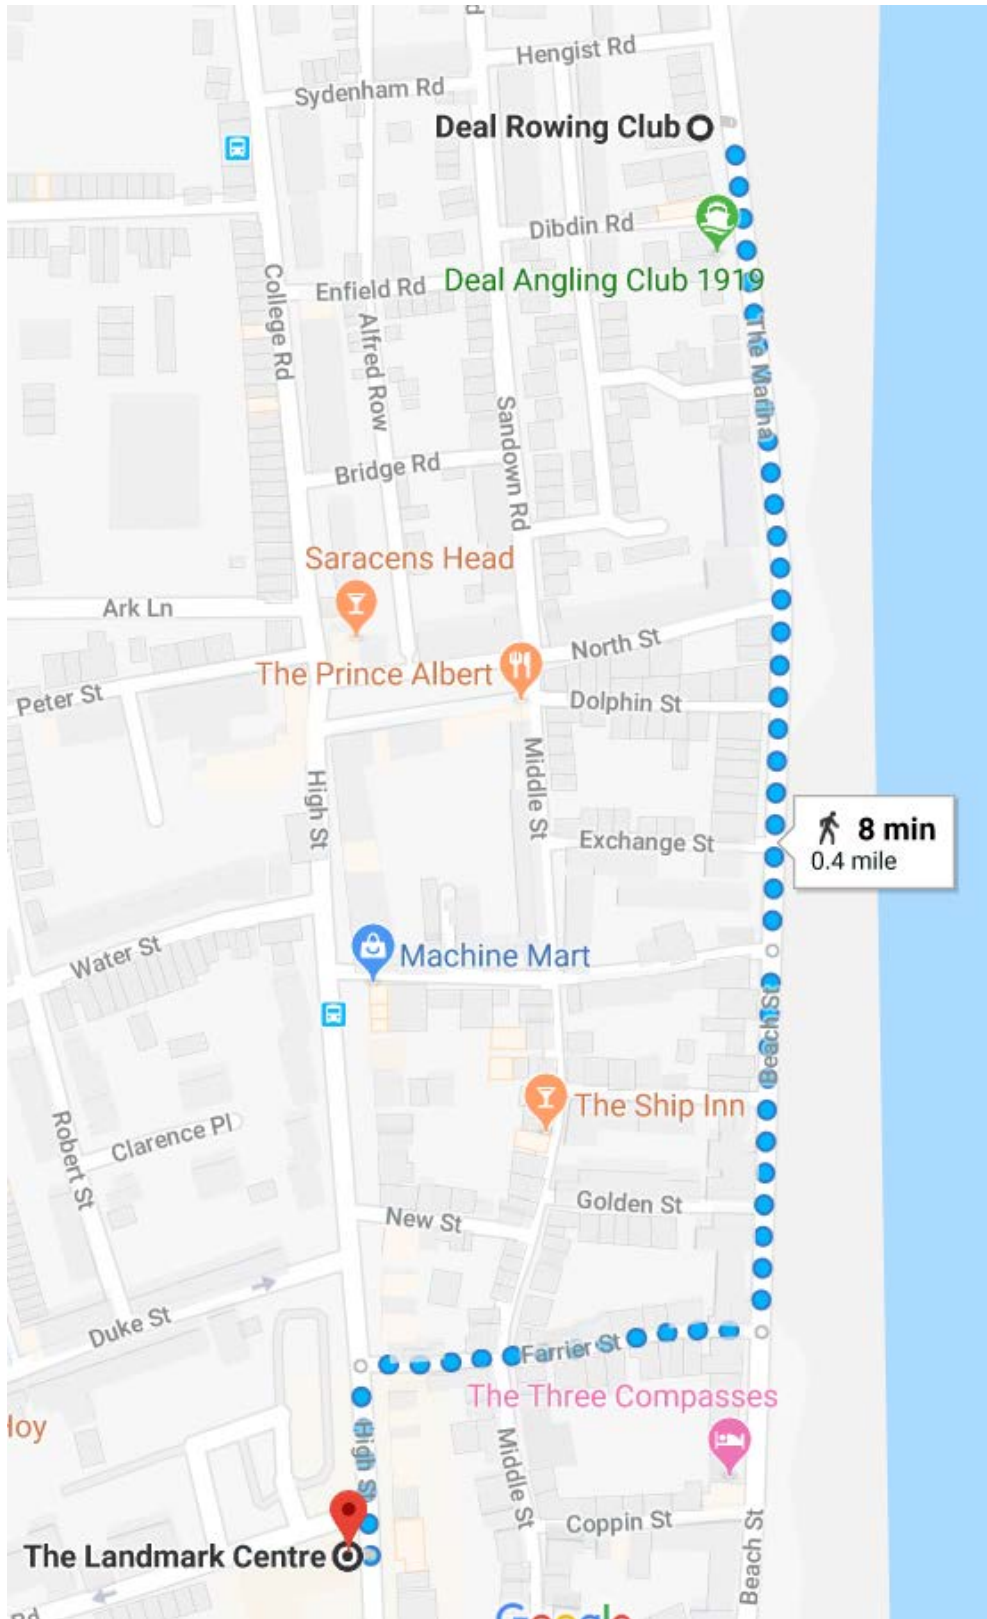 Hengist Rd
Sydenham Rd
Deal Rowing Club
Dibdin Rd
Deal Angling Club 1919
Enfield Rd
College Rd
Alfred Row
The Marina
Sandown Rd
Bridge Rd
Saracens Head
Ark Ln
North St
The Prince Albert
Peter St
Dolphin St
Middle St
High St
8 min
0.4 mile
Exchange St
Water St
Machine Mart
Beach St
The Ship Inn
Robert St
Clarence Pl
Golden St
New St
Duke St
Farrier St
The Three Compasses
Hoy
High St
Middle St
Coppin St
Beach St
The Landmark Centre
Rd
Google